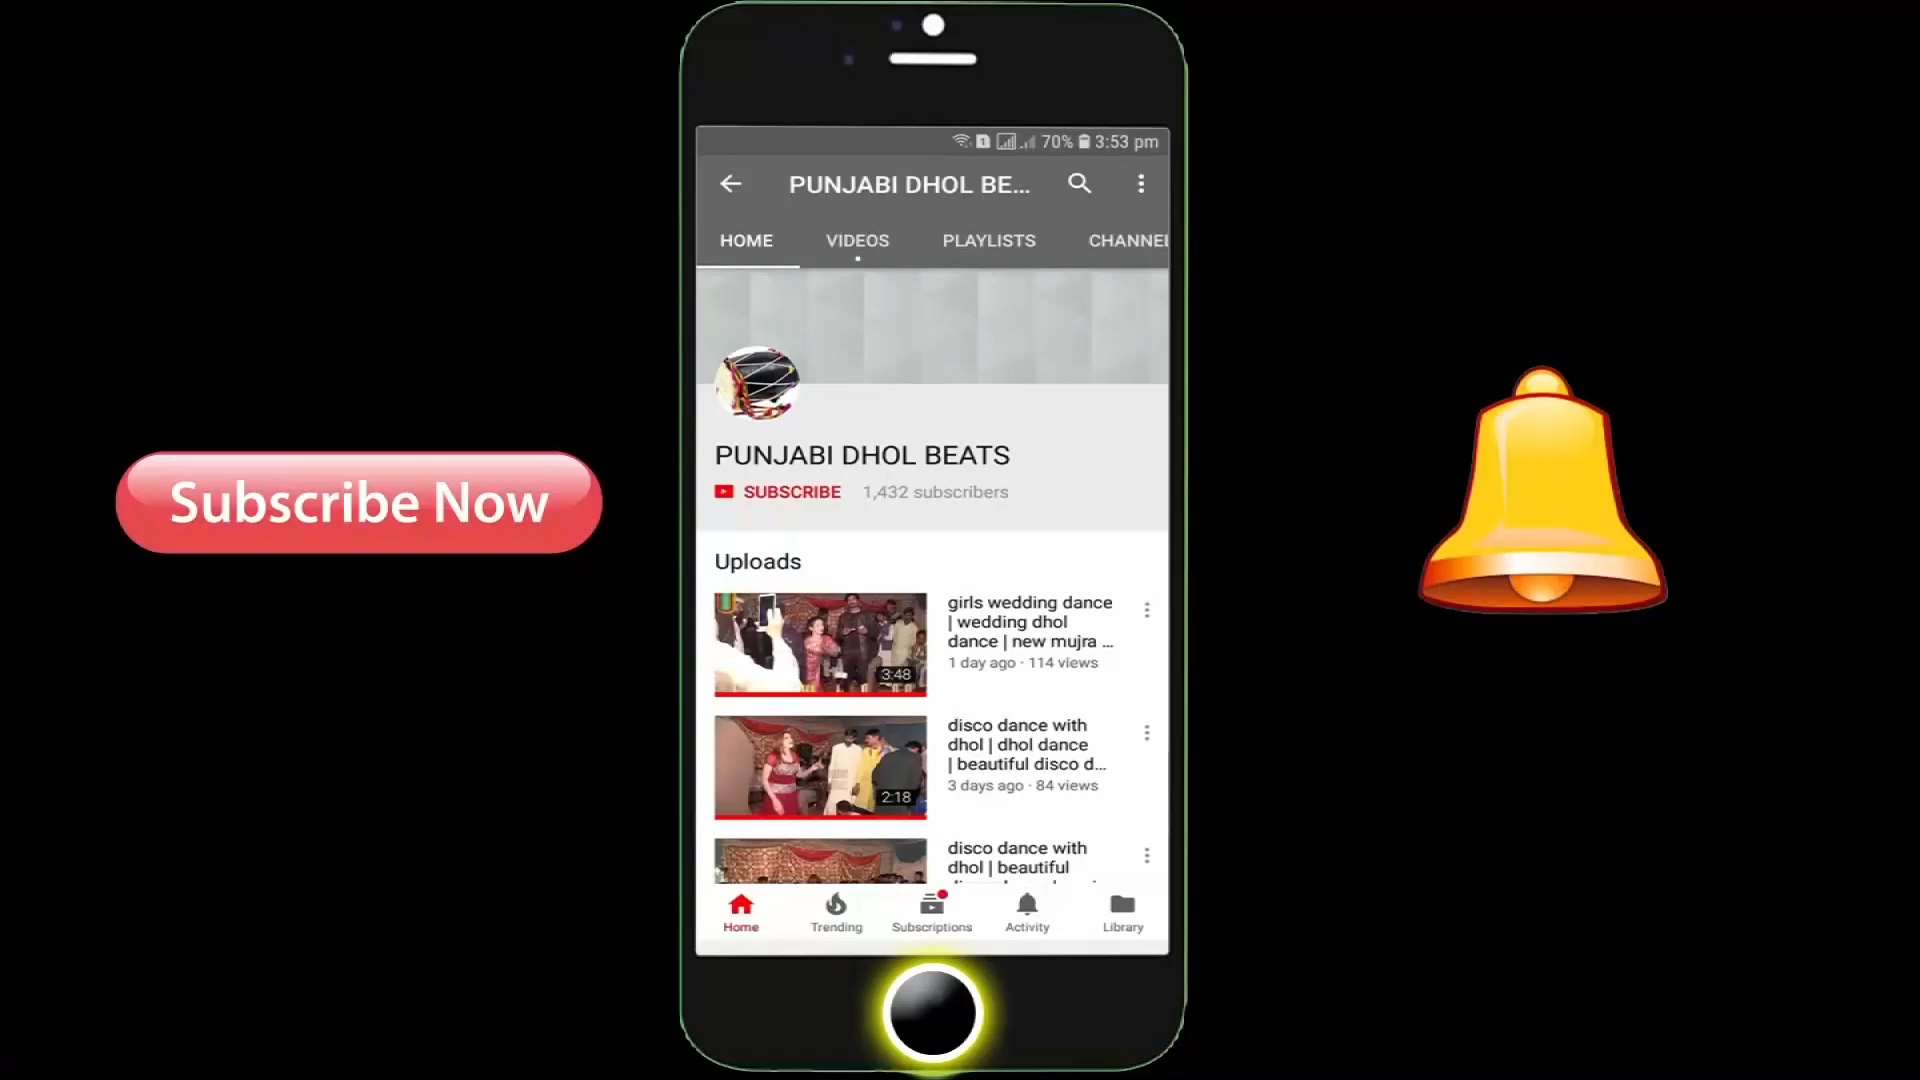 70% 3:53 pm
PUNJABI DHOL BE...
HOME VIDEOS PLAYLISTS CHANNEL
PUNJABI DHOL BEATS
SUBSCRIBE 1,432 subscribers
Subscribe Now
Uploads
girls wedding dance
| wedding dhol
dance | new mujra ...
1 day ago · 114 views
3:48
disco dance with
dhol | dhol dance
| beautiful disco d...
3 days ago · 84 views
2:18
disco dance with
dhol | beautiful
Home Trending Subscriptions Activity Library